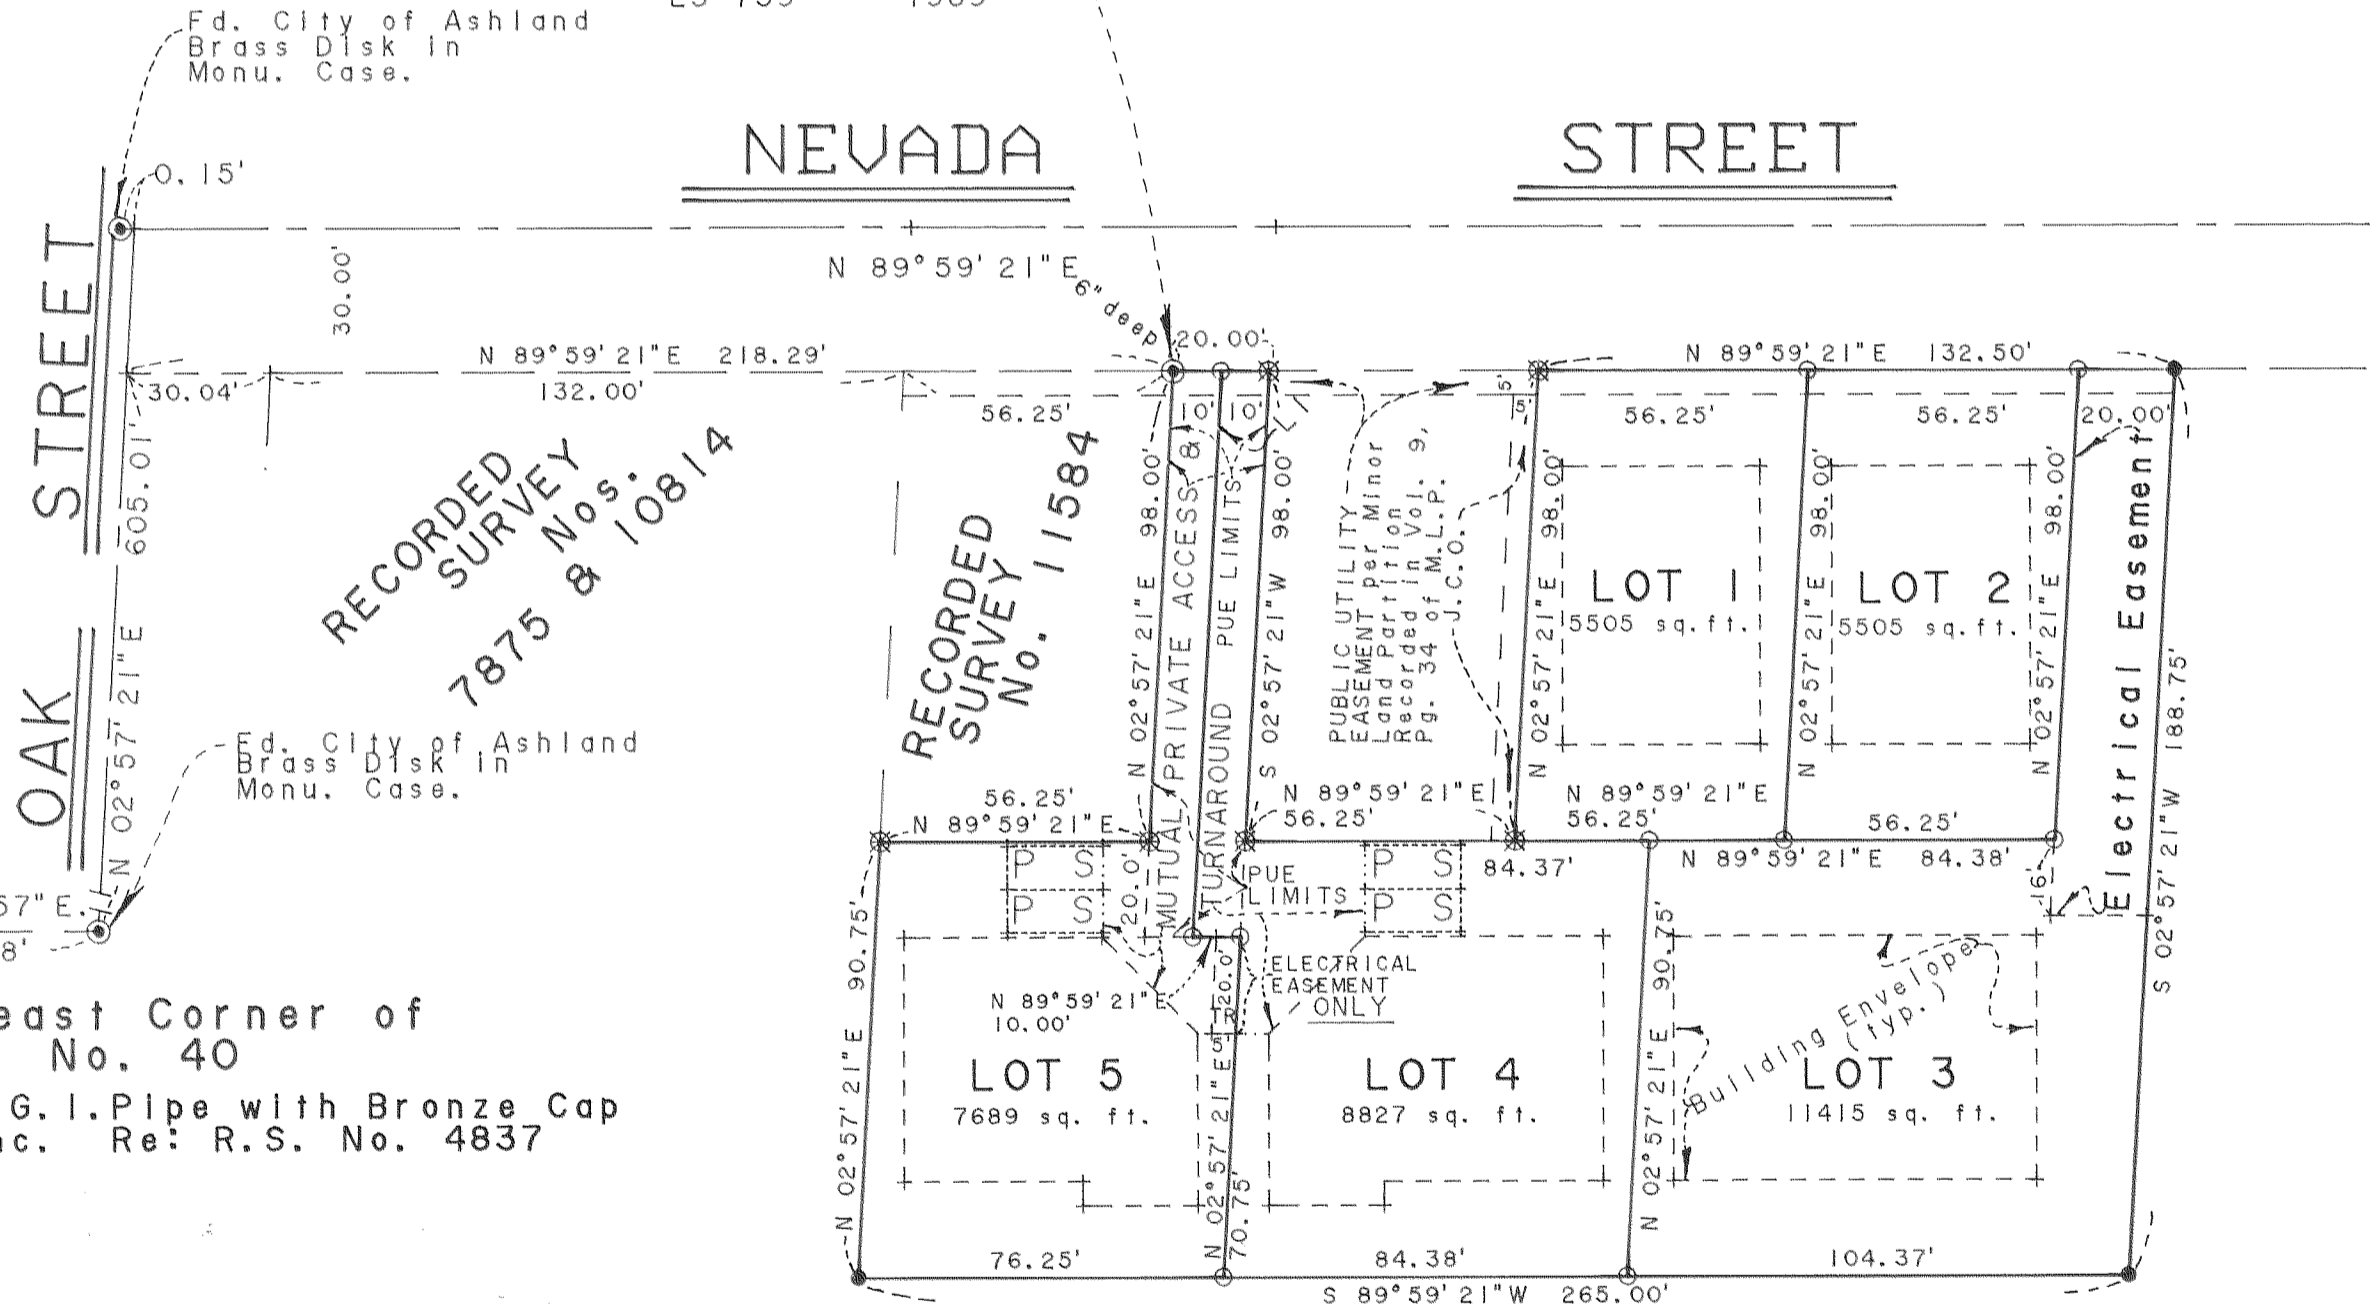 Fd. City of Ashland
Brass Disk in
Monu. Case.
0.15'
NEVADA STREET
30.00'
N 89°59'21"E
6" deep
20.00'
N 89°59'21"E 218.29'
N 89°59'21"E 132.50'
30.04'
132.00'
56.25'
10'
10'
5'
5'
56.25'
56.25'
20.00'
OAK STREET
605.01'
N 02°57'21"E
RECORDED
SURVEY
Nos.
7875 & 10814
RECORDED
SURVEY
No. 11584
N 02°57'21"E 98.00'
MUTUAL PRIVATE ACCESS &
TURNAROUND PUE LIMITS
S 02°57'21"W 98.00'
PUBLIC UTILITY
EASEMENT per Minor
Land Partition
Recorded in Vol. 9,
Pg. 34 of M.L.P.
J.C.O.
N 02°57'21"E 98.00'
LOT 1
5505 sq.ft.
N 02°57'21"E 98.00'
LOT 2
5505 sq.ft.
N 02°57'21"E 98.00'
Electrical Easement
S 02°57'21"W 188.75'
Fd. City of Ashland
Brass Disk in
Monu. Case.
56.25'
N 89°59'21"E
N 89°59'21"E
56.25'
N 89°59'21"E
56.25'
56.25'
P S
P S
20.0'
PUE
LIMITS
P S
P S
84.37'
N 89°59'21"E 84.38'
16'
57" E.
8'
90.75'
N 02°57'21"E
N 89°59'21"E
10.00'
20.0'
5'
R
ELECTRICAL
EASEMENT
ONLY
90.75'
N 02°57'21"E
Building Envelope
(typ.)
east Corner of
No. 40
G.I.Pipe with Bronze Cap
nc. Re: R.S. No. 4837
LOT 5
7689 sq. ft.
N 02°57'21"E
70.75'
LOT 4
8827 sq. ft.
LOT 3
11415 sq. ft.
76.25'
84.38'
104.37'
S 89°59'21"W 265.00'